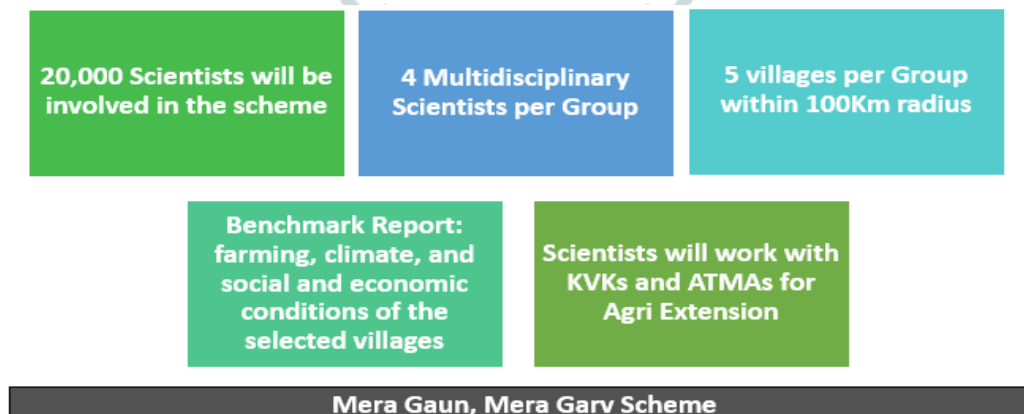 20,000 Scientists will be
involved in the scheme
4 Multidisciplinary
Scientists per Group
5 villages per Group
within 100Km radius
Benchmark Report:
farming, climate, and
social and economic
conditions of the
selected villages
Scientists will work with
KVKs and ATMAs for
Agri Extension
Mera Gaun, Mera Garv Scheme